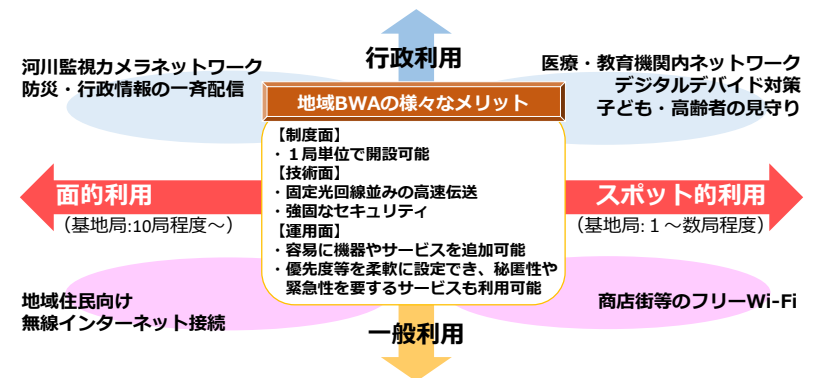 行政利用
河川監視カメラネットワーク
防災・行政情報の一斉配信
医療・教育機関内ネットワーク
デジタルデバイド対策
子ども・高齢者の見守り
地域BWAの様々なメリット
【制度面】
・１局単位で開設可能
【技術面】
・固定光回線並みの高速伝送
・強固なセキュリティ
【運用面】
・容易に機器やサービスを追加可能
・優先度等を柔軟に設定でき、秘匿性や
緊急性を要するサービスも利用可能
面的利用
（基地局:10局程度～）
スポット的利用
（基地局:１～数局程度）
地域住民向け
無線インターネット接続
商店街等のフリーWi-Fi
一般利用